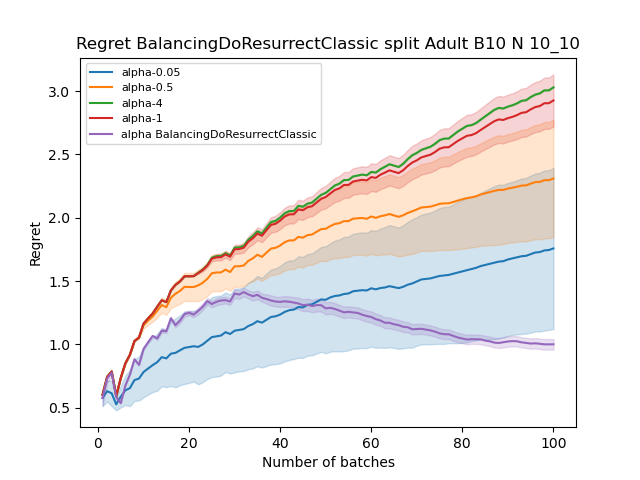 Regret BalancingDoResurrectClassic split Adult B10 N 10_10
alpha-0.05
alpha-0.5
alpha-4
alpha-1
alpha BalancingDoResurrectClassic
Regret
3.0
2.5
2.0
1.5
1.0
0.5
0 20 40 60 80 100
Number of batches